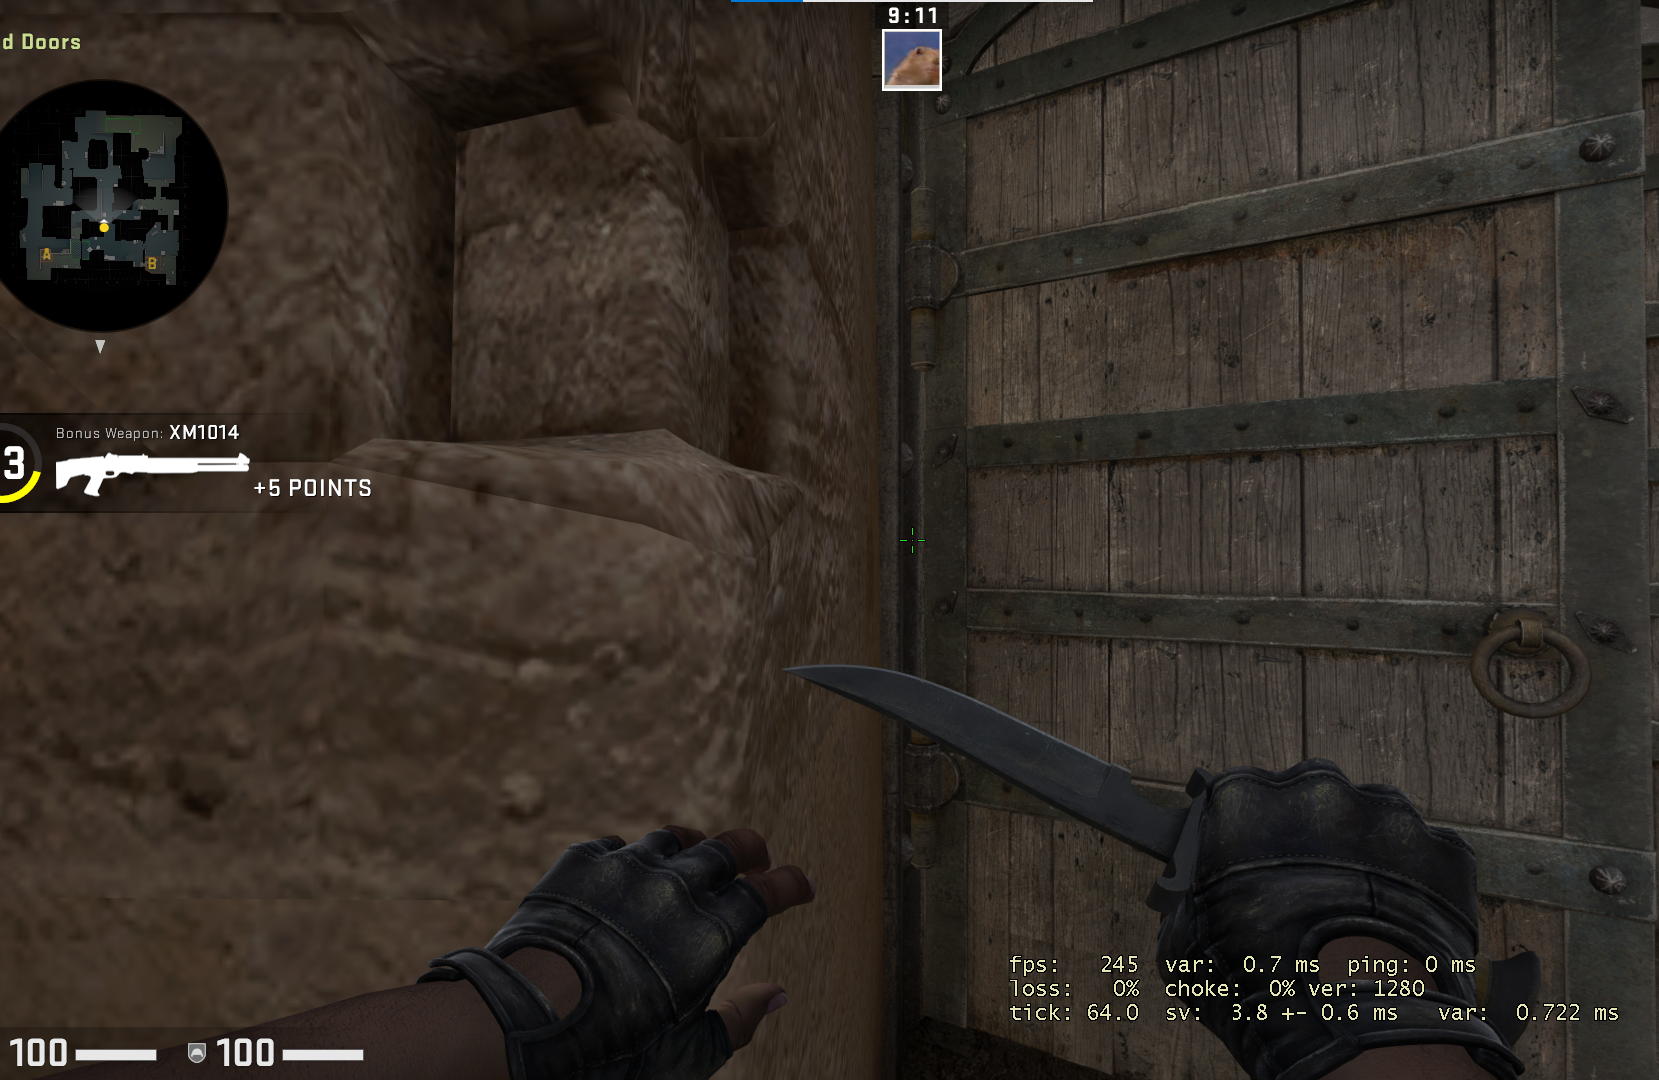 9:11
d Doors
A
B
Bonus Weapon: XM1014
3
+5 POINTS
fps: 245 var: 0.7 ms ping: 0 ms
loss: 0% choke: 0% ver: 1280
tick: 64.0 sv: 3.8 +- 0.6 ms var: 0.722 ms
100 100